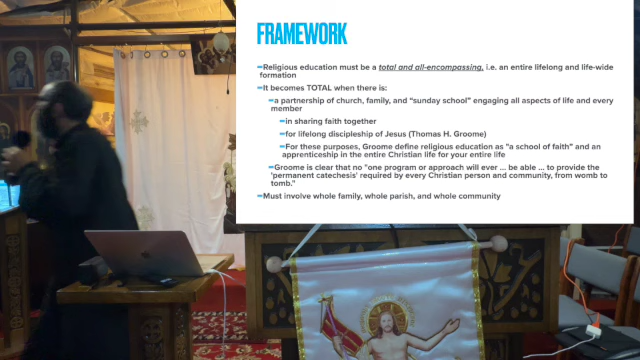 FRAMEWORK
Religious education must be a total and all-encompassing, i.e. an entire lifelong and life-wide
formation
It becomes TOTAL when there is:
a partnership of church, family, and "sunday school" engaging all aspects of life and every
member
in sharing faith together
for lifelong discipleship of Jesus (Thomas H. Groome)
For these purposes, Groome define religious education as "a school of faith" and an
apprenticeship in the entire Christian life for your entire life
Groome is clear that no "one program or approach will ever ... be able ... to provide the
'permanent catechesis' required by every Christian person and community, from womb to
tomb."
Must involve whole family, whole parish, and whole community